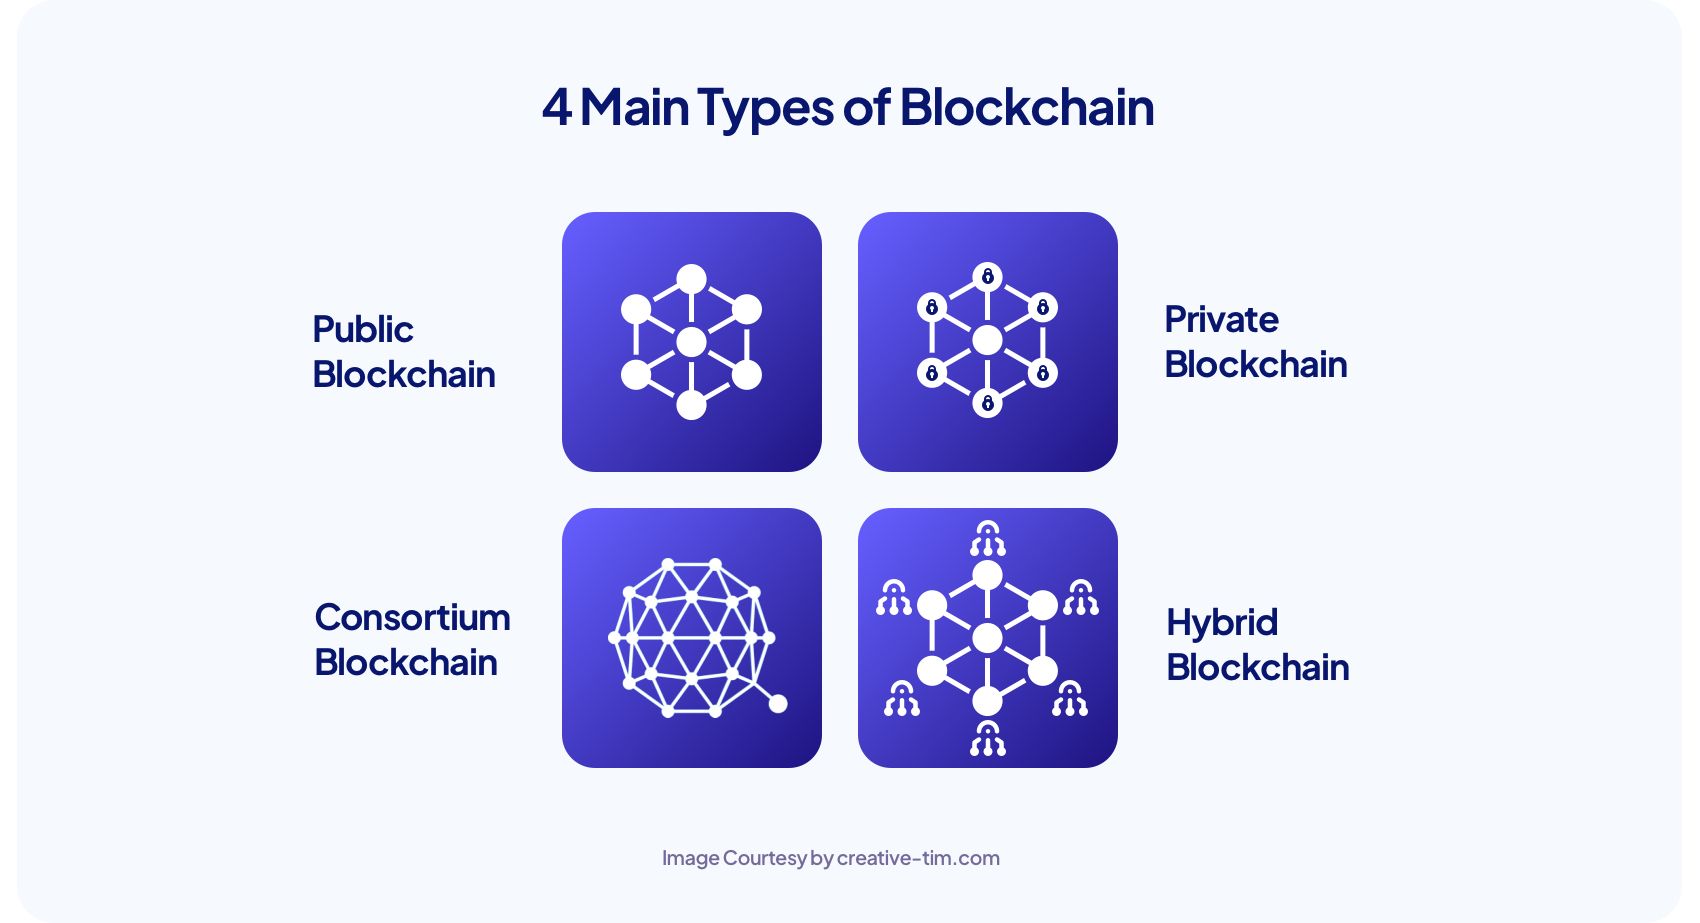 4 Main Types of Blockchain
Public
Blockchain
Private
Blockchain
Consortium
Blockchain
Hybrid
Blockchain
Image Courtesy by creative-tim.com